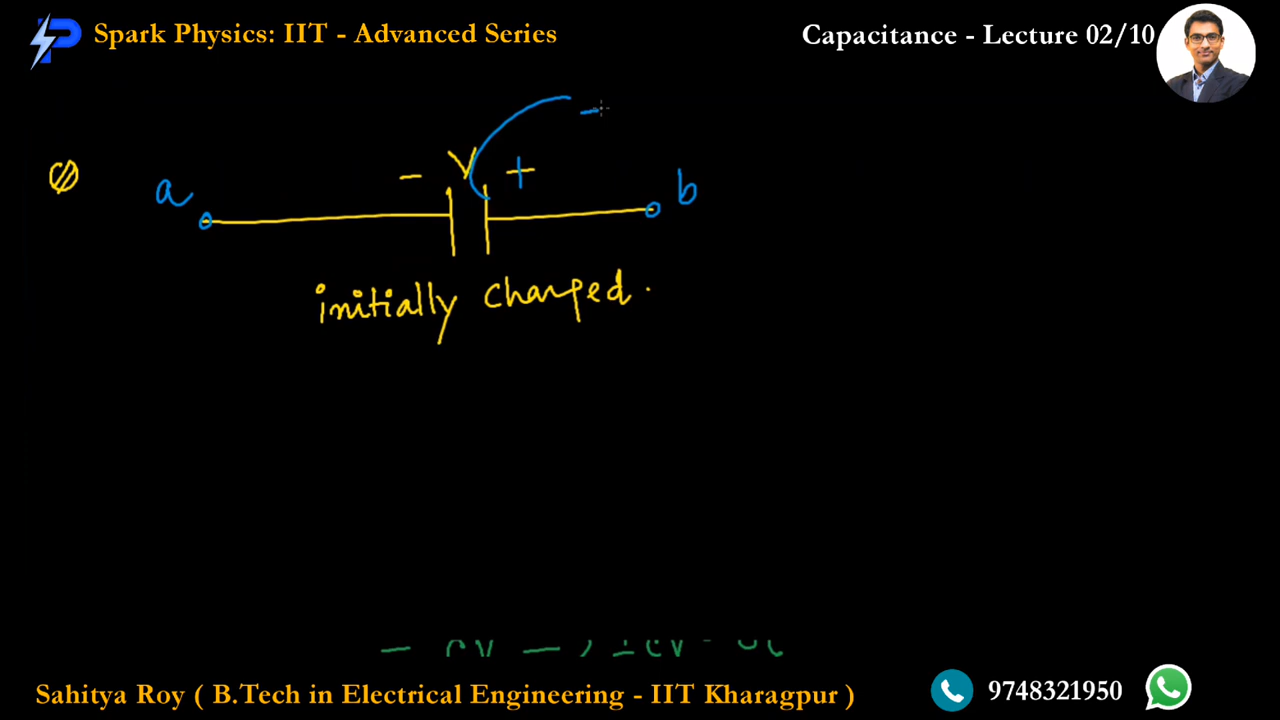 Spark Physics: IIT - Advanced Series
Capacitance - Lecture 02/10
- V +
a
b
initially charged.
Sahitya Roy ( B.Tech in Electrical Engineering - IIT Kharagpur )
9748321950